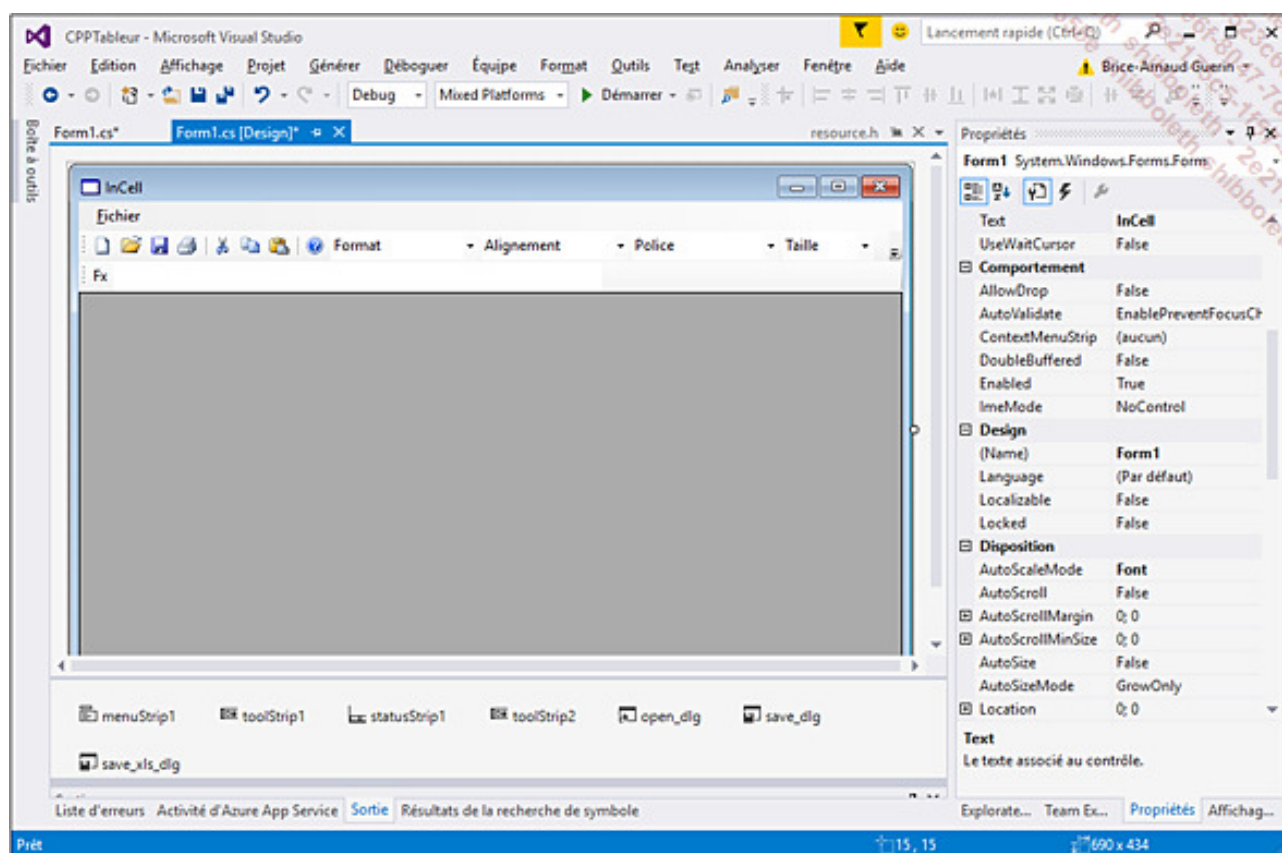 CPPTableur - Microsoft Visual Studio
Lancement rapide (Ctrl+Q)
Fichier Edition Affichage Projet Générer Déboguer Équipe Format Outils Test Analyser Fenêtre Aide
Brice-Arnaud Guerin
Debug Mixed Platforms Démarrer
Boîte à outils
Form1.cs* Form1.cs [Design]* resource.h
InCell
Fichier
Format Alignement Police Taille
Fx
menuStrip1 toolStrip1 statusStrip1 toolStrip2 open_dlg save_dlg
save_xls_dlg
Liste d'erreurs Activité d'Azure App Service Sortie Résultats de la recherche de symbole
Propriétés
Form1 System.Windows.Forms.Form
Text InCell
UseWaitCursor False
Comportement
AllowDrop False
AutoValidate EnablePreventFocusCh
ContextMenuStrip (aucun)
DoubleBuffered False
Enabled True
ImeMode NoControl
Design
(Name) Form1
Language (Par défaut)
Localizable False
Locked False
Disposition
AutoScaleMode Font
AutoScroll False
AutoScrollMargin 0; 0
AutoScrollMinSize 0; 0
AutoSize False
AutoSizeMode GrowOnly
Location 0; 0
Text
Le texte associé au contrôle.
Explorate... Team Ex... Propriétés Affichag...
Prêt 15 , 15 690 x 434